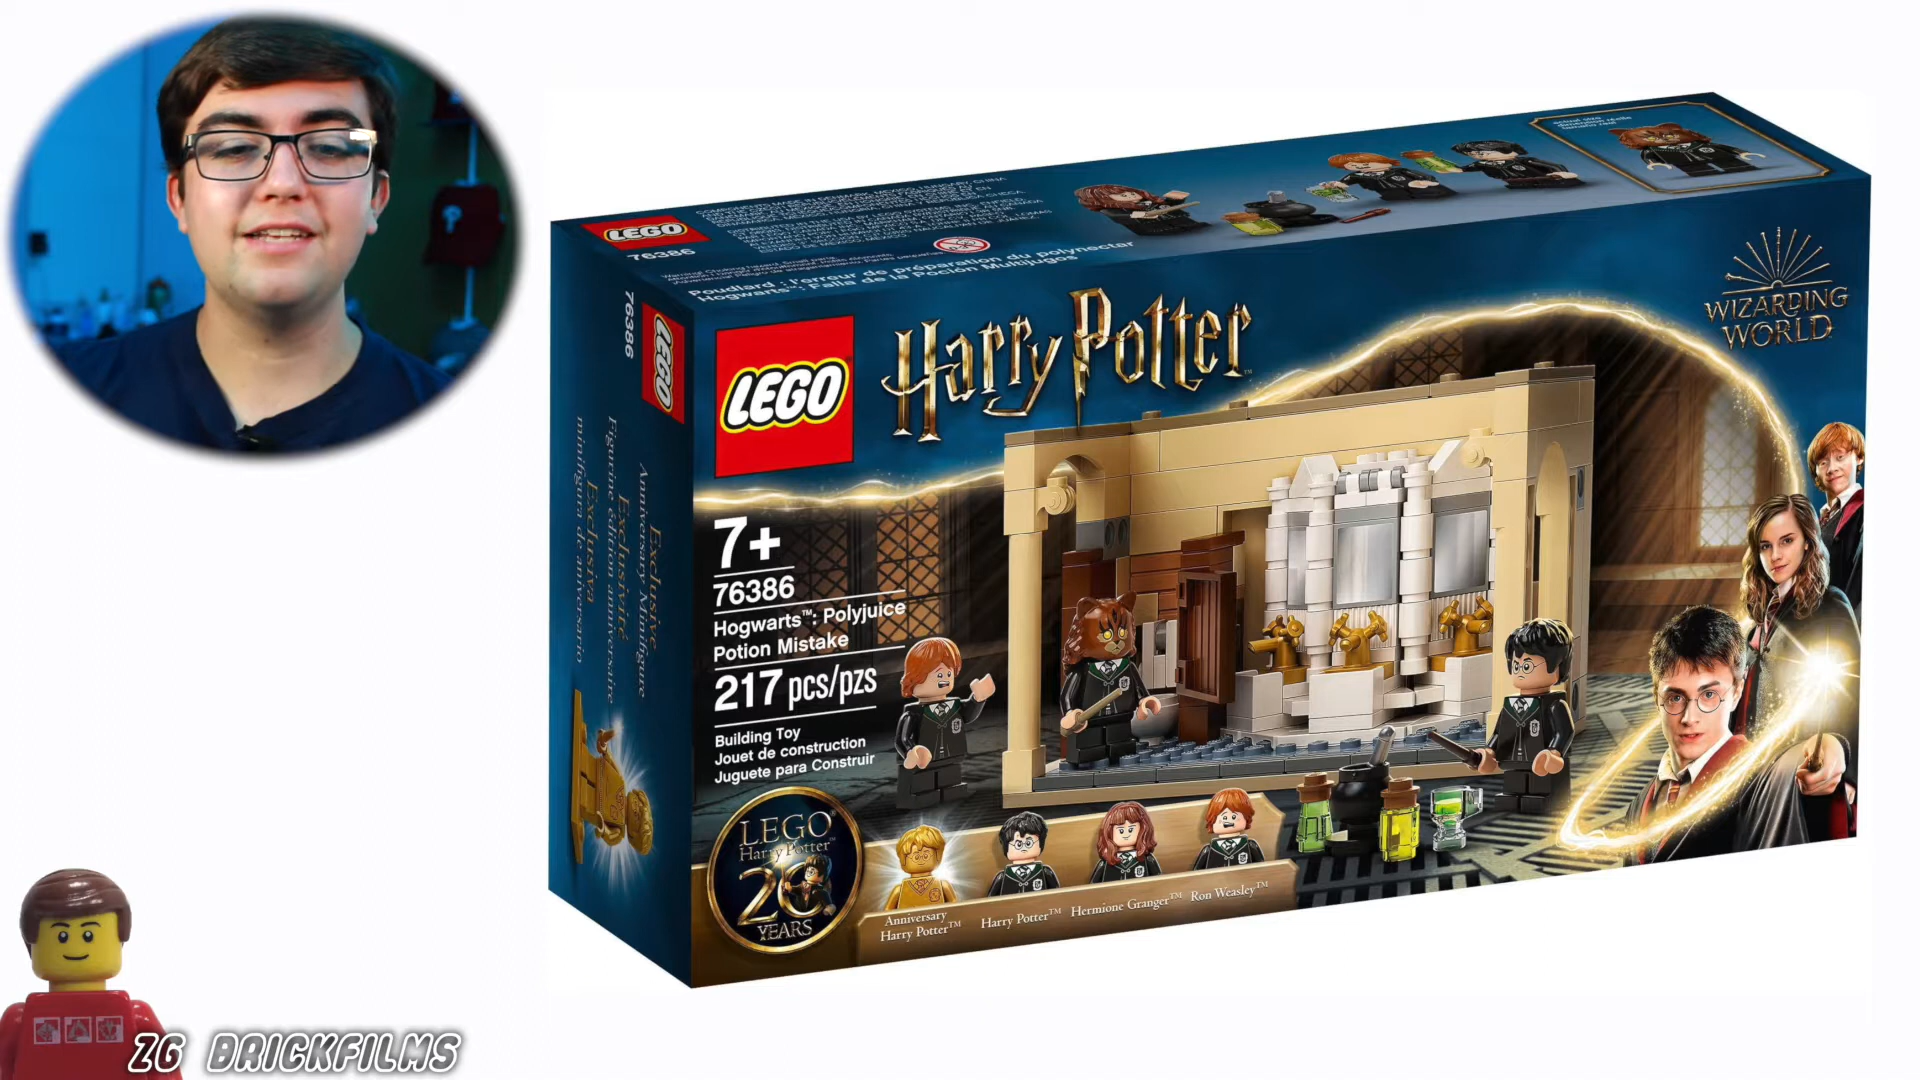 LEGO
76386
Poudlard : l'erreur de préparation du polynectar
Hogwarts™: Falla de la Poción Multijugos
76386
LEGO
Exclusive
Anniversary Minifigure
Exclusivité
Figurine édition anniversaire
Exclusiva
minifigura de aniversario
LEGO
Harry Potter
WIZARDING
WORLD
7+
76386
Hogwarts™: Polyjuice
Potion Mistake
217 pcs/pzs
Building Toy
Jouet de construction
Juguete para Construir
LEGO
Harry Potter
20
YEARS
Anniversary
Harry Potter™
Harry Potter™
Hermione Granger™
Ron Weasley™
ZG BRICKFILMS